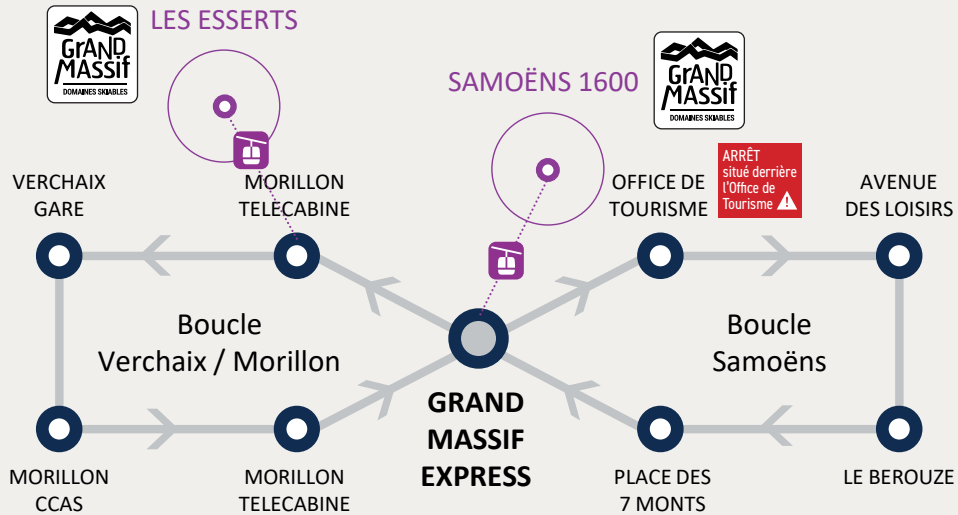 GRAND
MASSIF
DOMAINES SKIABLES
LES ESSERTS
SAMOËNS 1600
GRAND
MASSIF
DOMAINES SKIABLES
VERCHAIX
GARE
MORILLON
TELECABINE
OFFICE DE
TOURISME
ARRÊT
situé derrière
l'Office de
Tourisme
AVENUE
DES LOISIRS
Boucle
Verchaix / Morillon
Boucle
Samoëns
GRAND
MASSIF
EXPRESS
MORILLON
CCAS
MORILLON
TELECABINE
PLACE DES
7 MONTS
LE BEROUZE